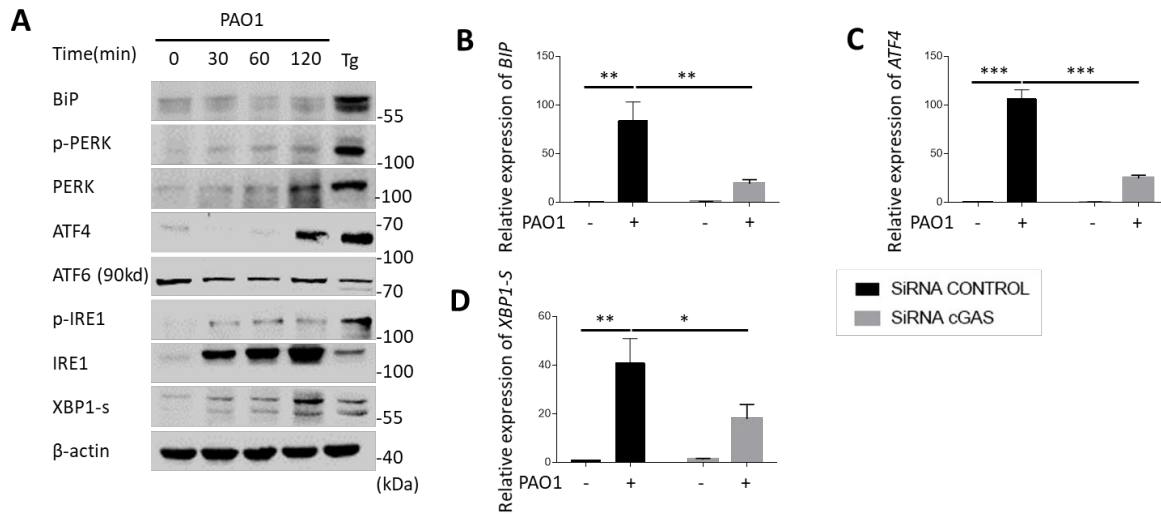 A
PAO1
Time(min) 0 30 60 120 Tg
BiP
-55
p-PERK
-100
PERK
-100
ATF4
-70
-100
ATF6 (90kd)
-70
p-IRE1
-100
IRE1
-100
XBP1-s
-55
β-actin
-40
(kDa)
B
Relative expression of BIP
150
100
50
0
** **
PAO1 - + - +
C
Relative expression of ATF4
150
100
50
0
*** ***
PAO1 - + - +
SiRNA CONTROL
SiRNA cGAS
D
Relative expression of XBP1-S
60
40
20
0
** *
PAO1 - + - +